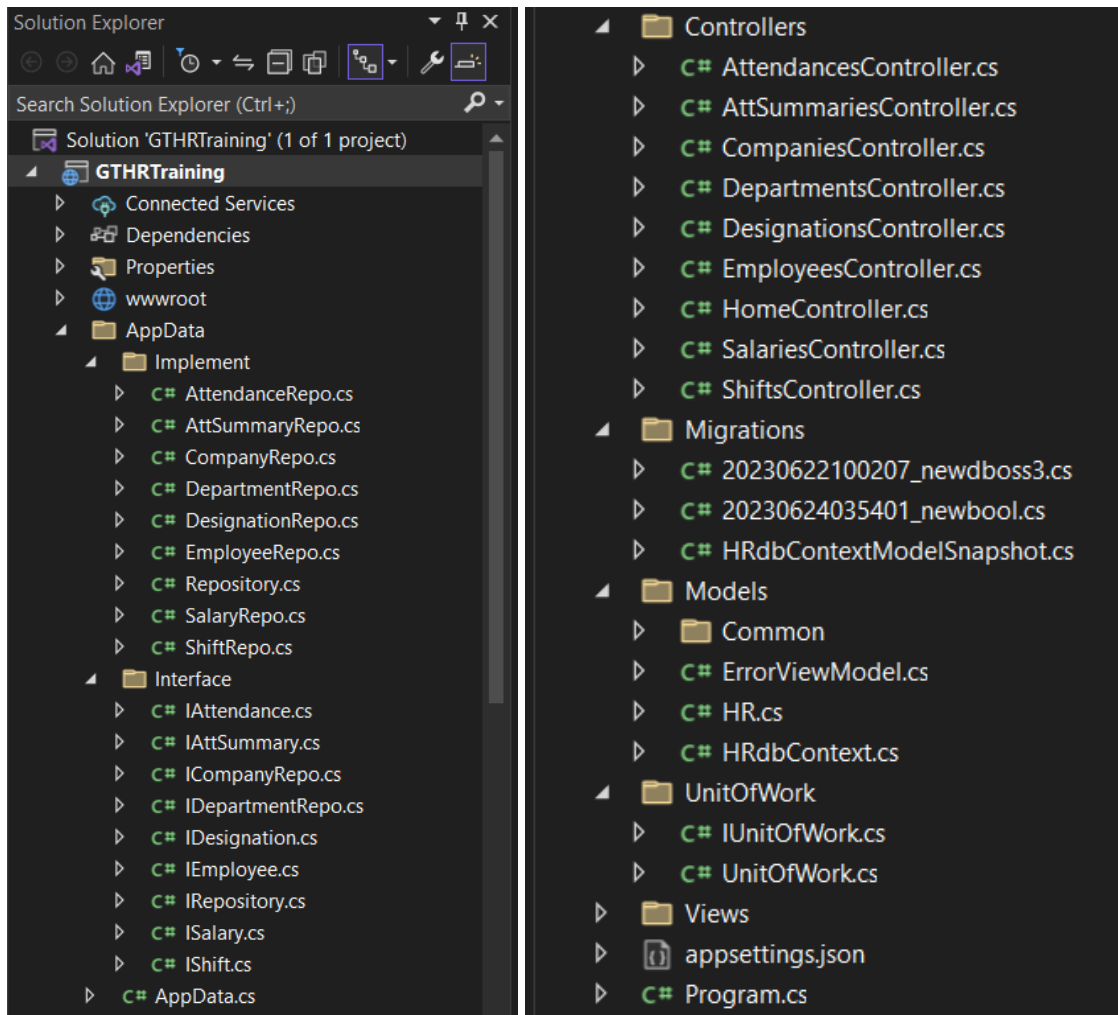 Solution Explorer
Search Solution Explorer (Ctrl+;)
Solution 'GTHRTraining' (1 of 1 project)
GTHRTraining
Connected Services
Dependencies
Properties
wwwroot
AppData
Implement
C# AttendanceRepo.cs
C# AttSummaryRepo.cs
C# CompanyRepo.cs
C# DepartmentRepo.cs
C# DesignationRepo.cs
C# EmployeeRepo.cs
C# Repository.cs
C# SalaryRepo.cs
C# ShiftRepo.cs
Interface
C# IAttendance.cs
C# IAttSummary.cs
C# ICompanyRepo.cs
C# IDepartmentRepo.cs
C# IDesignation.cs
C# IEmployee.cs
C# IRepository.cs
C# ISalary.cs
C# IShift.cs
C# AppData.cs
Controllers
C# AttendancesController.cs
C# AttSummariesController.cs
C# CompaniesController.cs
C# DepartmentsController.cs
C# DesignationsController.cs
C# EmployeesController.cs
C# HomeController.cs
C# SalariesController.cs
C# ShiftsController.cs
Migrations
C# 20230622100207_newdboss3.cs
C# 20230624035401_newbool.cs
C# HRdbContextModelSnapshot.cs
Models
Common
C# ErrorViewModel.cs
C# HR.cs
C# HRdbContext.cs
UnitOfWork
C# IUnitOfWork.cs
C# UnitOfWork.cs
Views
appsettings.json
C# Program.cs